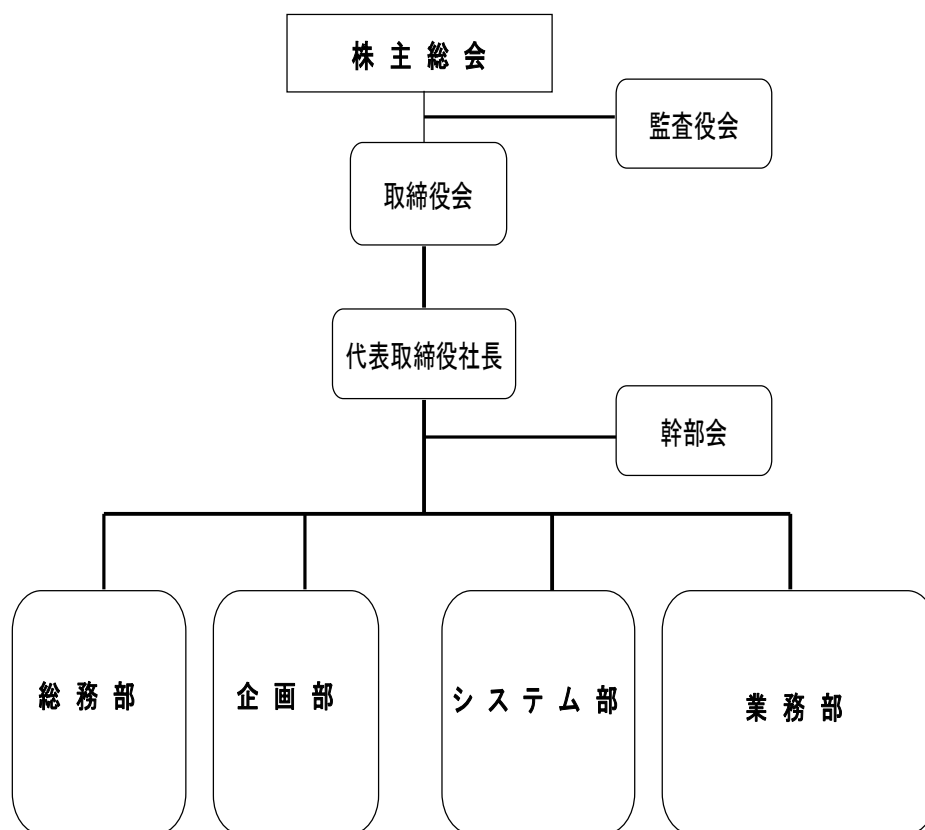 株主総会
監査役会
取締役会
代表取締役社長
幹部会
総務部
企画部
システム部
業務部